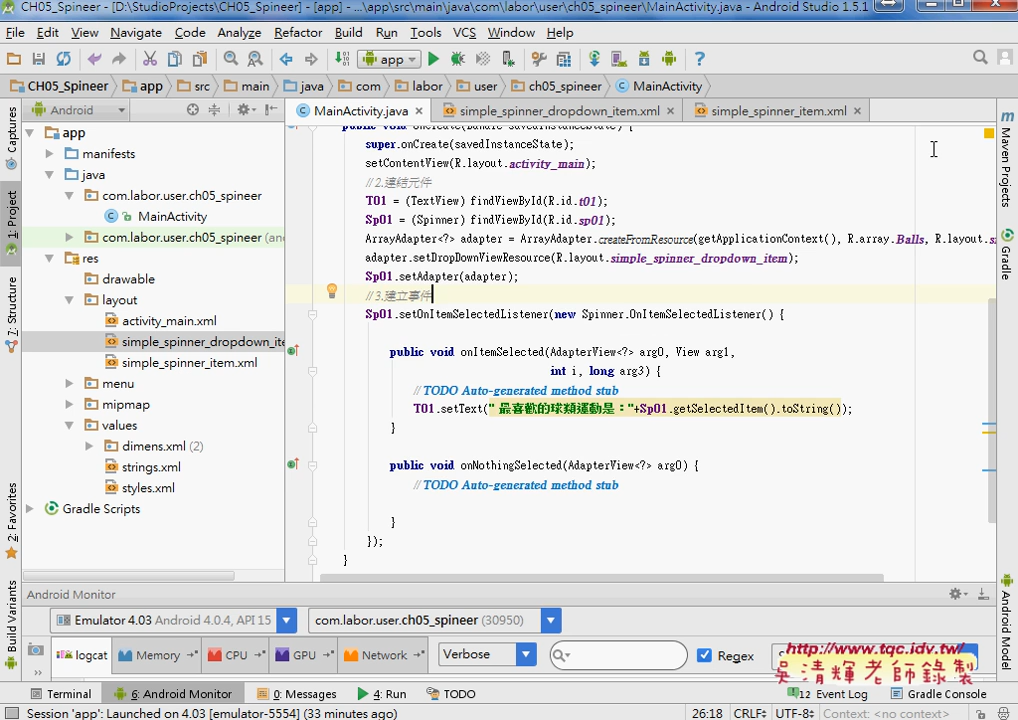 CH05_Spineer - [D:\StudioProjects\CH05_Spineer] - [app] - ...\app\src\main\java\com\labor\user\ch05_spineer\MainActivity.java - Android Studio 1.5.1
File Edit View Navigate Code Analyze Refactor Build Run Tools VCS Window Help
app
CH05_Spineer app src main java com labor user ch05_spineer MainActivity
Android
MainActivity.java simple_spinner_dropdown_item.xml simple_spinner_item.xml
Captures
1: Project
7: Structure
2: Favorites
Build Variants
app
manifests
java
com.labor.user.ch05_spineer
MainActivity
com.labor.user.ch05_spineer (an
res
drawable
layout
activity_main.xml
simple_spinner_dropdown_ite
simple_spinner_item.xml
menu
mipmap
values
dimens.xml (2)
strings.xml
styles.xml
Gradle Scripts
public void onCreate(Bundle savedInstanceState) {
super.onCreate(savedInstanceState);
setContentView(R.layout.activity_main);
//2.連結元件
T01 = (TextView) findViewById(R.id.t01);
Sp01 = (Spinner) findViewById(R.id.sp01);
ArrayAdapter<?> adapter = ArrayAdapter.createFromResource(getApplicationContext(), R.array.Balls, R.layout.s
adapter.setDropDownViewResource(R.layout.simple_spinner_dropdown_item);
Sp01.setAdapter(adapter);
//3.建立事件
Sp01.setOnItemSelectedListener(new Spinner.OnItemSelectedListener() {
public void onItemSelected(AdapterView<?> arg0, View arg1,
int i, long arg3) {
//TODO Auto-generated method stub
T01.setText(" 最喜歡的球類運動是："+Sp01.getSelectedItem().toString());
}
public void onNothingSelected(AdapterView<?> arg0) {
//TODO Auto-generated method stub
}
});
}
Maven Projects
Gradle
Android Model
Android Monitor
Emulator 4.03 Android 4.0.4, API 15 com.labor.user.ch05_spineer (30950)
logcat Memory CPU GPU Network Verbose Regex
http://www.tqc.idv.tw/
吳清輝老師錄製
Terminal 6: Android Monitor 0: Messages 4: Run TODO 12 Event Log Gradle Console
Session 'app': Launched on 4.03 [emulator-5554] (33 minutes ago) 26:18 CRLF UTF-8 Context: <no context>